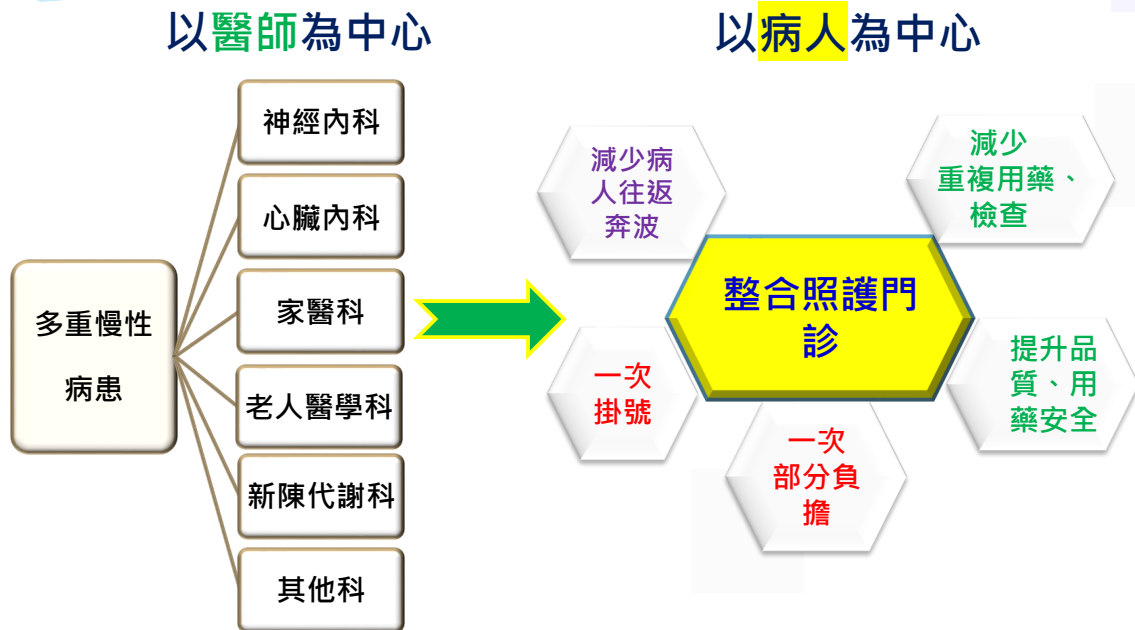 以醫師為中心
以病人為中心
多重慢性
病患
神經內科
心臟內科
家醫科
老人醫學科
新陳代謝科
其他科
減少病
人往返
奔波
減少
重複用藥、
檢查
整合照護門
診
一次
掛號
一次
部分負
擔
提升品
質、用
藥安全